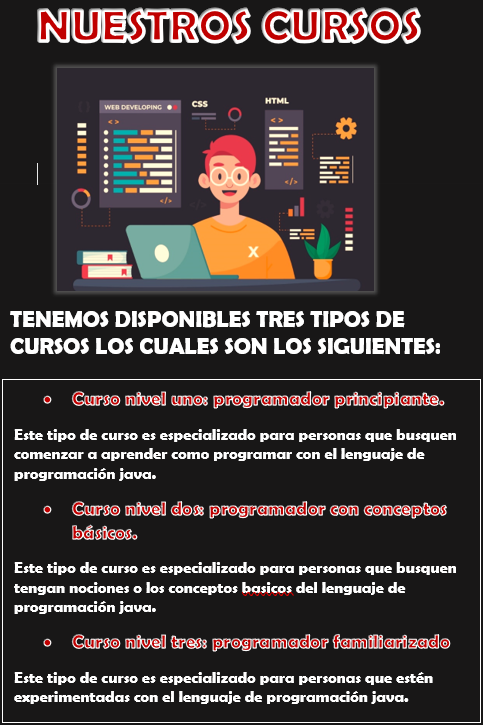 NUESTROS CURSOS
WEB DEVELOPING
CSS
HTML
< >
< >
</>
</>
</>
X
TENEMOS DISPONIBLES TRES TIPOS DE
CURSOS LOS CUALES SON LOS SIGUIENTES:
• Curso nivel uno: programador principiante.
Este tipo de curso es especializado para personas que busquen
comenzar a aprender como programar con el lenguaje de
programación java.
• Curso nivel dos: programador con conceptos
básicos.
Este tipo de curso es especializado para personas que busquen
tengan nociones o los conceptos basicos del lenguaje de
programación java.
• Curso nivel tres: programador familiarizado
Este tipo de curso es especializado para personas que estén
experimentadas con el lenguaje de programación java.